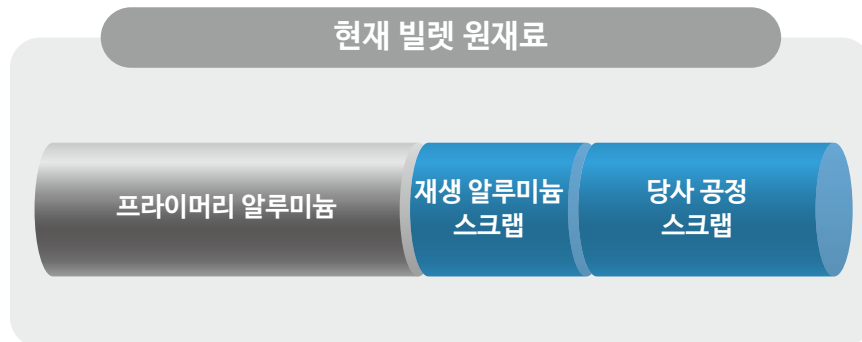 현재 빌렛 원재료
프라이머리 알루미늄
재생 알루미늄
스크랩
당사 공정
스크랩